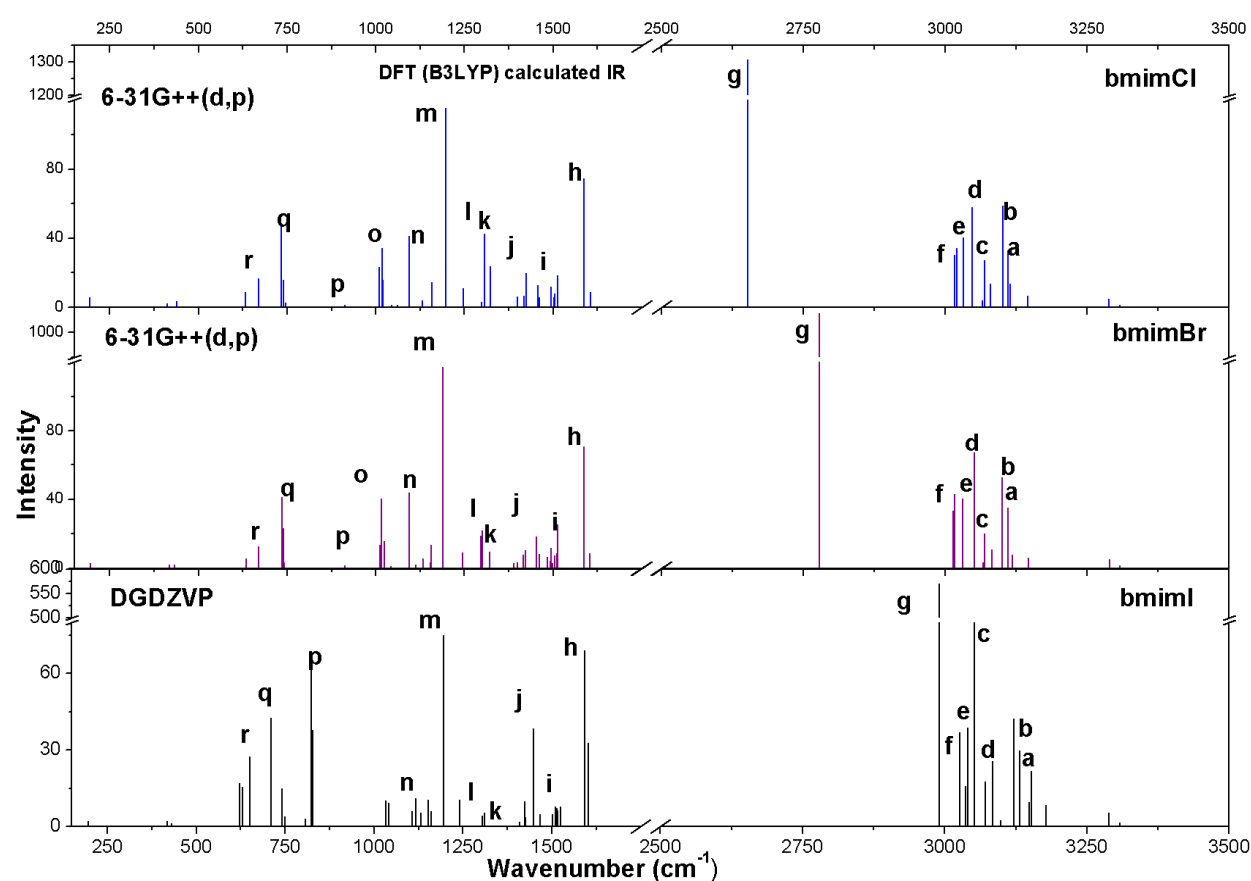 250 500 750 1000 1250 1500 2500 2750 3000 3250 3500
DFT (B3LYP) calculated IR
6-31G++(d,p)
bmimCl
1300
1200
80
40
0
r q p o n m l k j i h g f e d c b a
6-31G++(d,p)
bmimBr
1000
80
40
0
r q p o n m l k j i h g f e d c b a
DGDZVP
bmimI
600
550
500
60
30
0
r q p n m l k j i h g f e c d b a
250 500 750 1000 1250 1500 2500 2750 3000 3250 3500
Intensity
Wavenumber (cm-1)